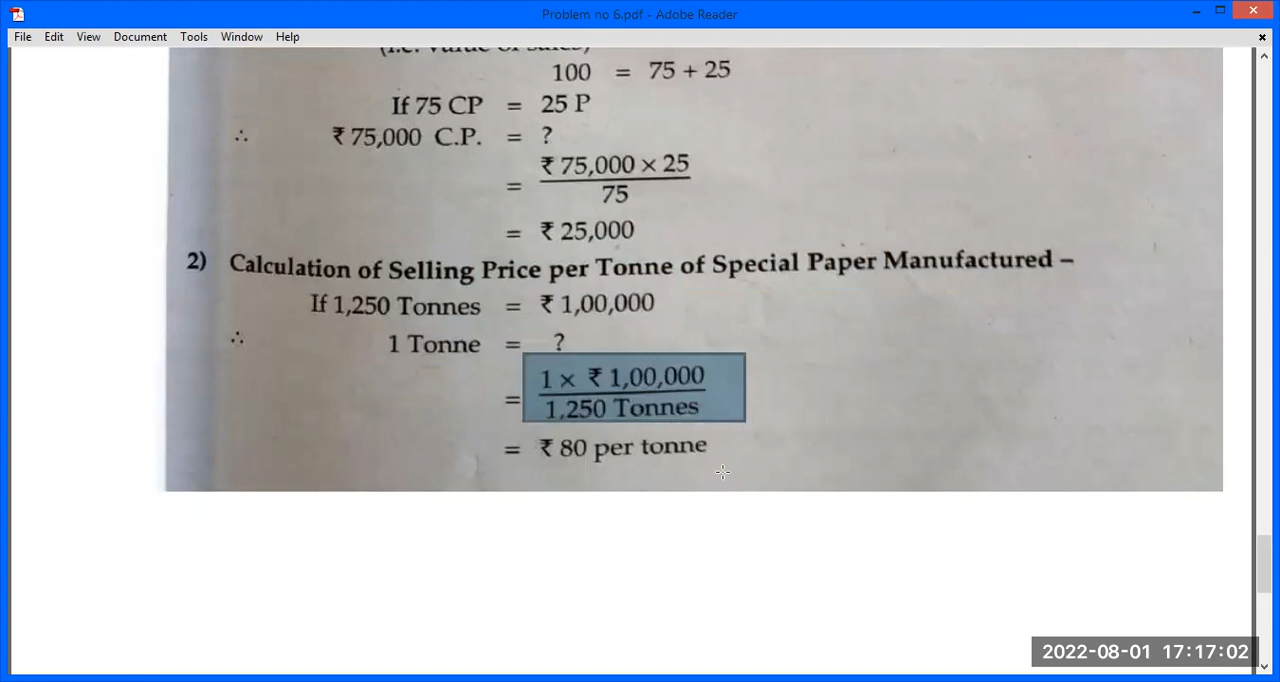 Problem no 6.pdf - Adobe Reader
File Edit View Document Tools Window Help
(i.e. value of sales)
100 = 75 + 25
If 75 CP = 25 P
∴ ₹ 75,000 C.P. = ?
= ₹ 75,000 × 25
75
= ₹ 25,000
2) Calculation of Selling Price per Tonne of Special Paper Manufactured –
If 1,250 Tonnes = ₹ 1,00,000
∴ 1 Tonne = ?
= 1 × ₹ 1,00,000
1,250 Tonnes
= ₹ 80 per tonne
2022-08-01 17:17:02